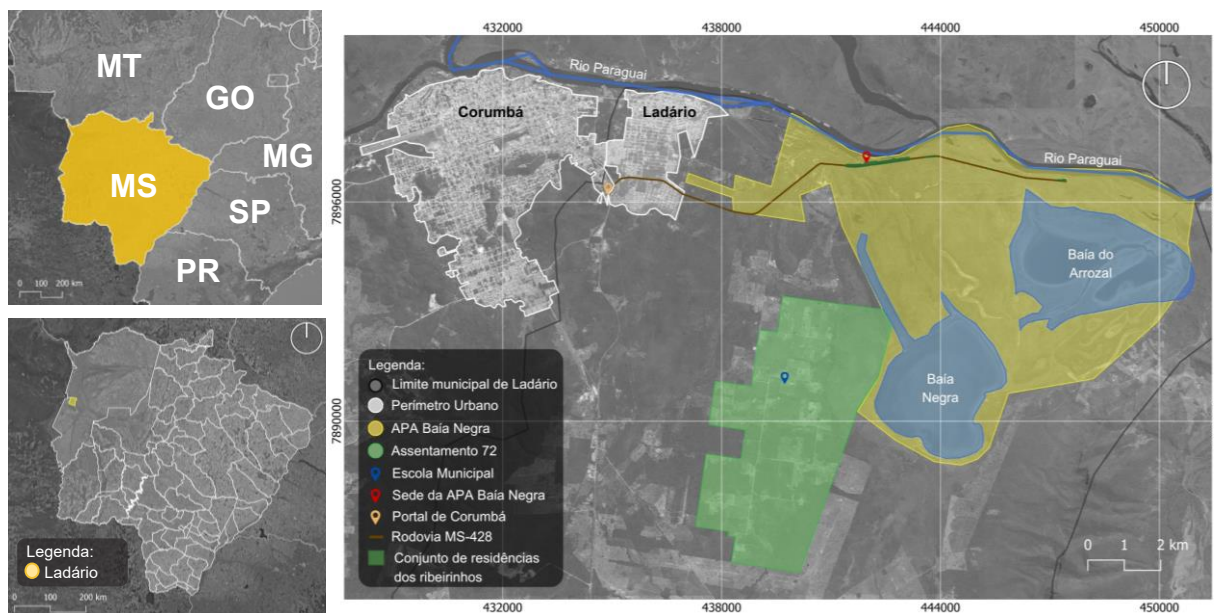 MT
GO
MG
MS
SP
PR
0 100 200 km
Legenda:
Ladário
0 100 200 km
432000
438000
444000
450000
Rio Paraguai
Corumbá
Ladário
Rio Paraguai
7896000
Baía do
Arrozal
Legenda:
Limite municipal de Ladário
Perímetro Urbano
APA Baía Negra
Assentamento 72
Escola Municipal
Sede da APA Baía Negra
Portal de Corumbá
Rodovia MS-428
Conjunto de residências
dos ribeirinhos
Baía
Negra
7890000
0 1 2 km
432000
438000
444000
450000